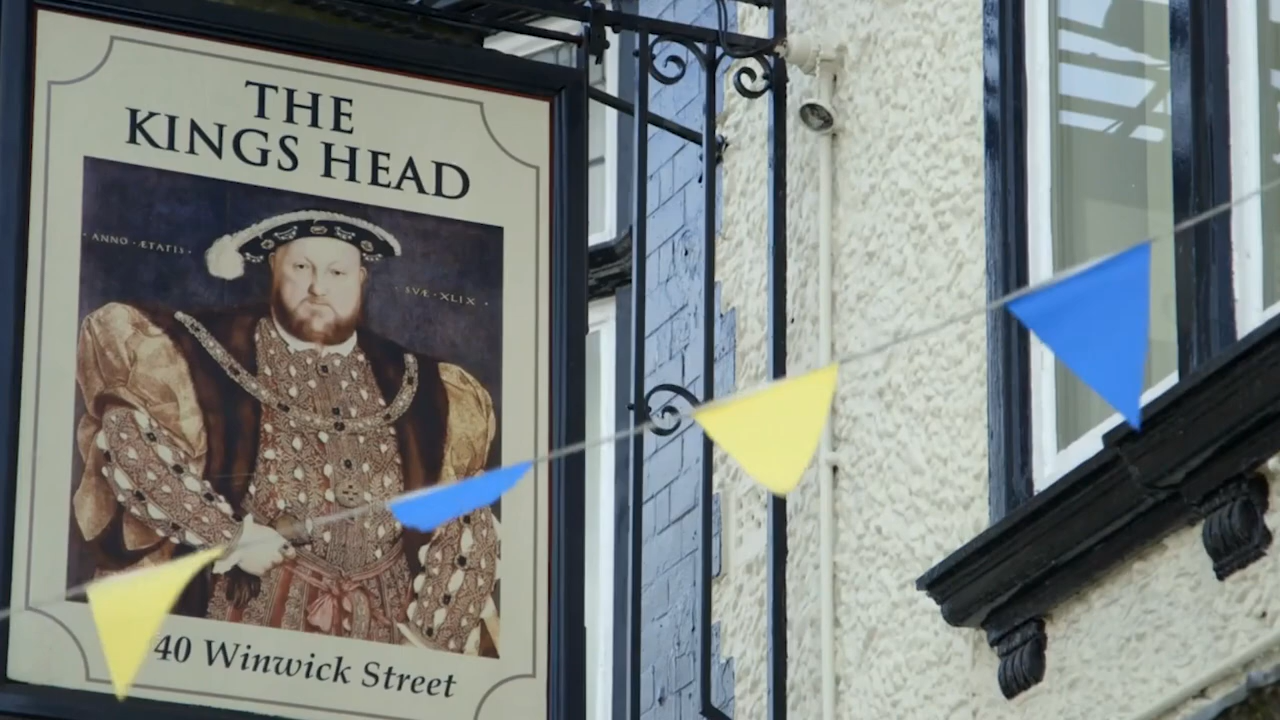 THE
KINGS HEAD
· ANNO · ÆTATIS ·
· SVÆ · XLIX ·
40 Winwick Street